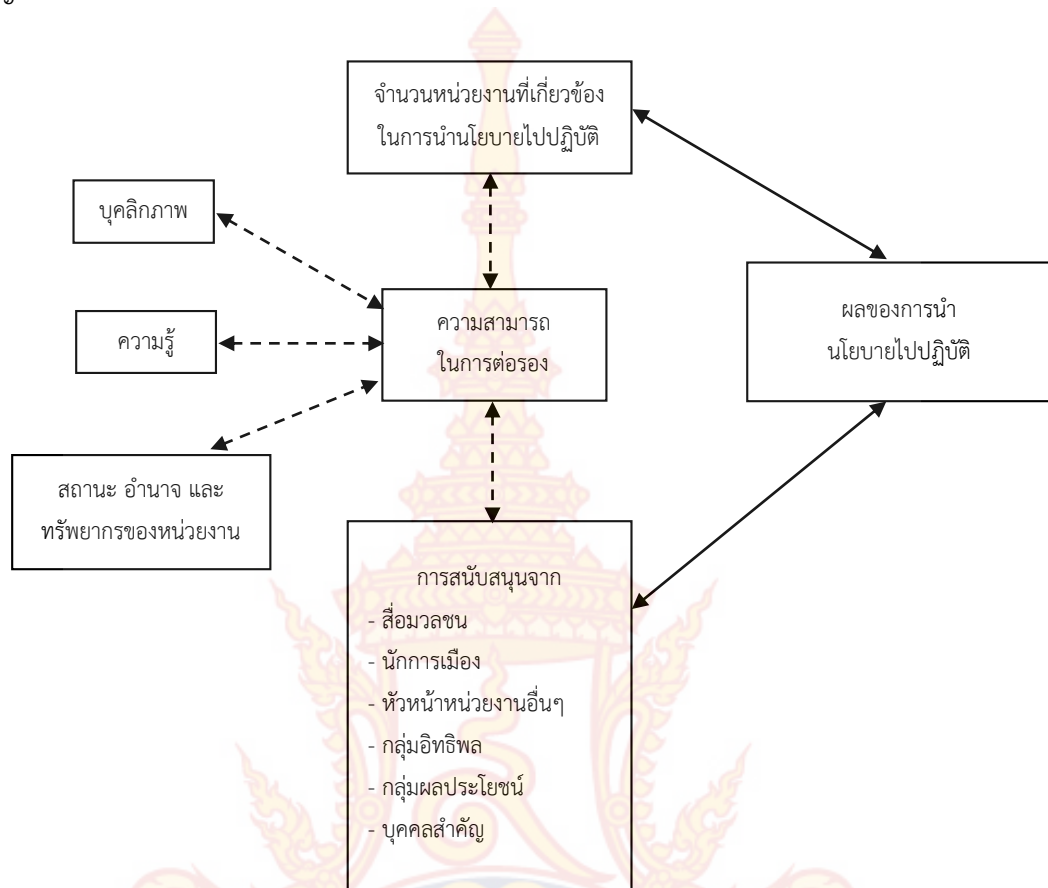 จำนวนหน่วยงานที่เกี่ยวข้อง
ในการนำนโยบายไปปฏิบัติ
บุคลิกภาพ
ความรู้
ความสามารถ
ในการต่อรอง
ผลของการนำ
นโยบายไปปฏิบัติ
สถานะ อำนาจ และ
ทรัพยากรของหน่วยงาน
การสนับสนุนจาก
- สื่อมวลชน
- นักการเมือง
- หัวหน้าหน่วยงานอื่นๆ
- กลุ่มอิทธิพล
- กลุ่มผลประโยชน์
- บุคคลสำคัญ